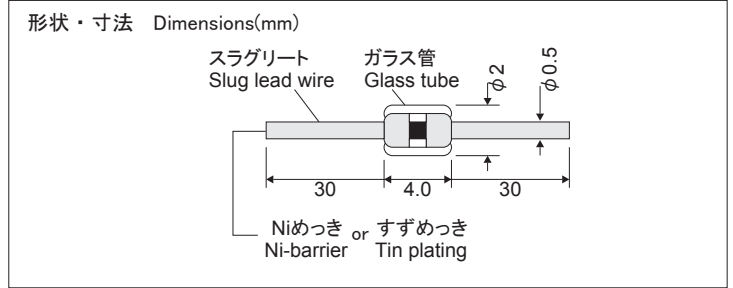 形状・寸法 Dimensions(mm)
スラグリート
Slug lead wire
ガラス管
Glass tube
φ2
φ0.5
30
4.0
30
Niめっき or すずめっき
Ni-barrier Tin plating